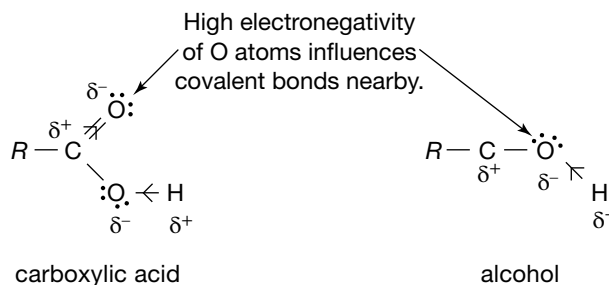 High electronegativity
of O atoms influences
covalent bonds nearby.
δ− O
δ+
R — C
O H
δ− δ+
R — C — O
δ+ δ−
H
δ−
carboxylic acid
alcohol